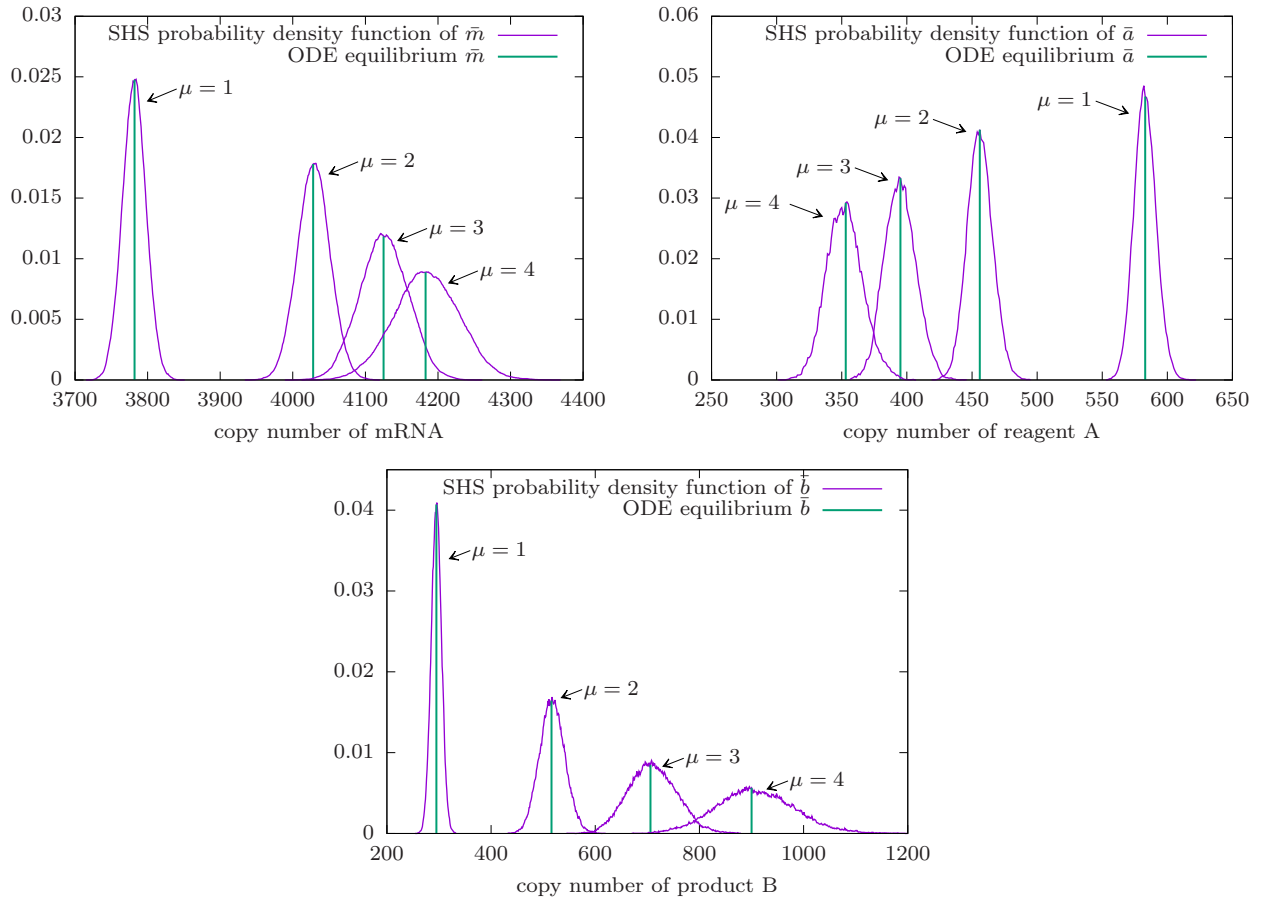 0.03
0.025
0.02
0.015
0.01
0.005
0
3700 3800 3900 4000 4100 4200 4300 4400
copy number of mRNA
SHS probability density function of m̄
ODE equilibrium m̄
μ = 1
μ = 2
μ = 3
μ = 4
0.06
0.05
0.04
0.03
0.02
0.01
0
250 300 350 400 450 500 550 600 650
copy number of reagent A
SHS probability density function of ā
ODE equilibrium ā
μ = 1
μ = 2
μ = 3
μ = 4
0.04
0.03
0.02
0.01
0
200 400 600 800 1000 1200
copy number of product B
SHS probability density function of b̄
ODE equilibrium b̄
μ = 1
μ = 2
μ = 3
μ = 4